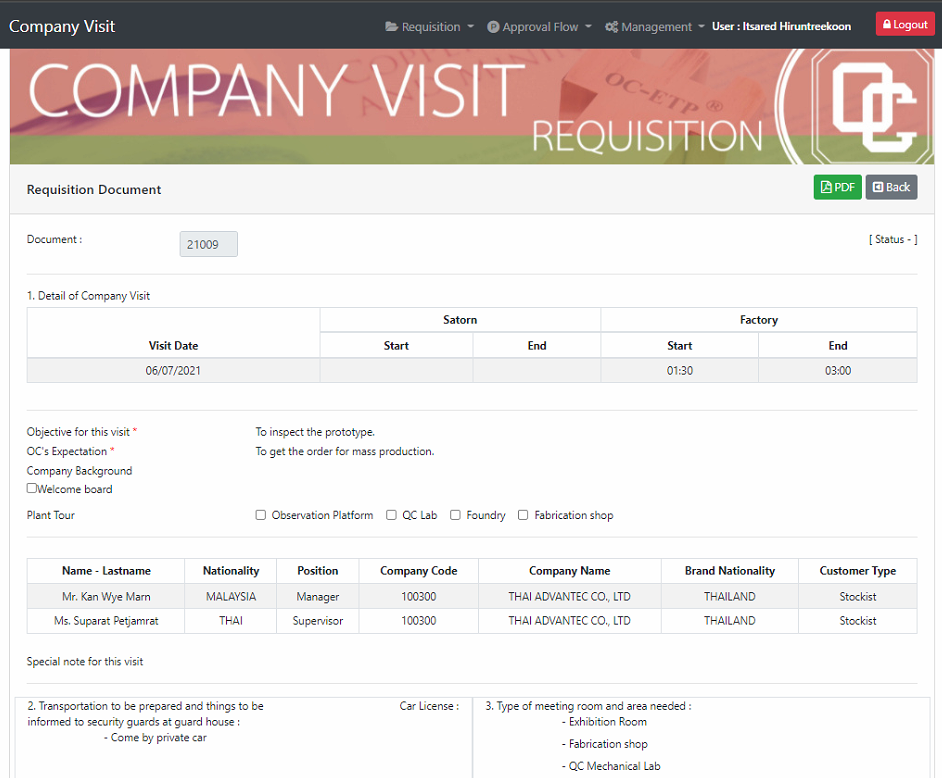 Company Visit Requisition Approval Flow Management User : Itsared Hiruntreekoon Logout
COMPANY VISIT
REQUISITION
OC-ETP ®
OC
Requisition Document PDF Back
Document : 21009 [ Status - ]
1. Detail of Company Visit
Satorn Factory
Visit Date Start End Start End
06/07/2021 01:30 03:00
Objective for this visit * To inspect the prototype.
OC's Expectation * To get the order for mass production.
Company Background
Welcome board
Plant Tour Observation Platform QC Lab Foundry Fabrication shop
Name - Lastname Nationality Position Company Code Company Name Brand Nationality Customer Type
Mr. Kan Wye Marn MALAYSIA Manager 100300 THAI ADVANTEC CO., LTD THAILAND Stockist
Ms. Suparat Petjamrat THAI Supervisor 100300 THAI ADVANTEC CO., LTD THAILAND Stockist
Special note for this visit
2. Transportation to be prepared and things to be Car License :
informed to security guards at guard house :
- Come by private car
3. Type of meeting room and area needed :
- Exhibition Room
- Fabrication shop
- QC Mechanical Lab